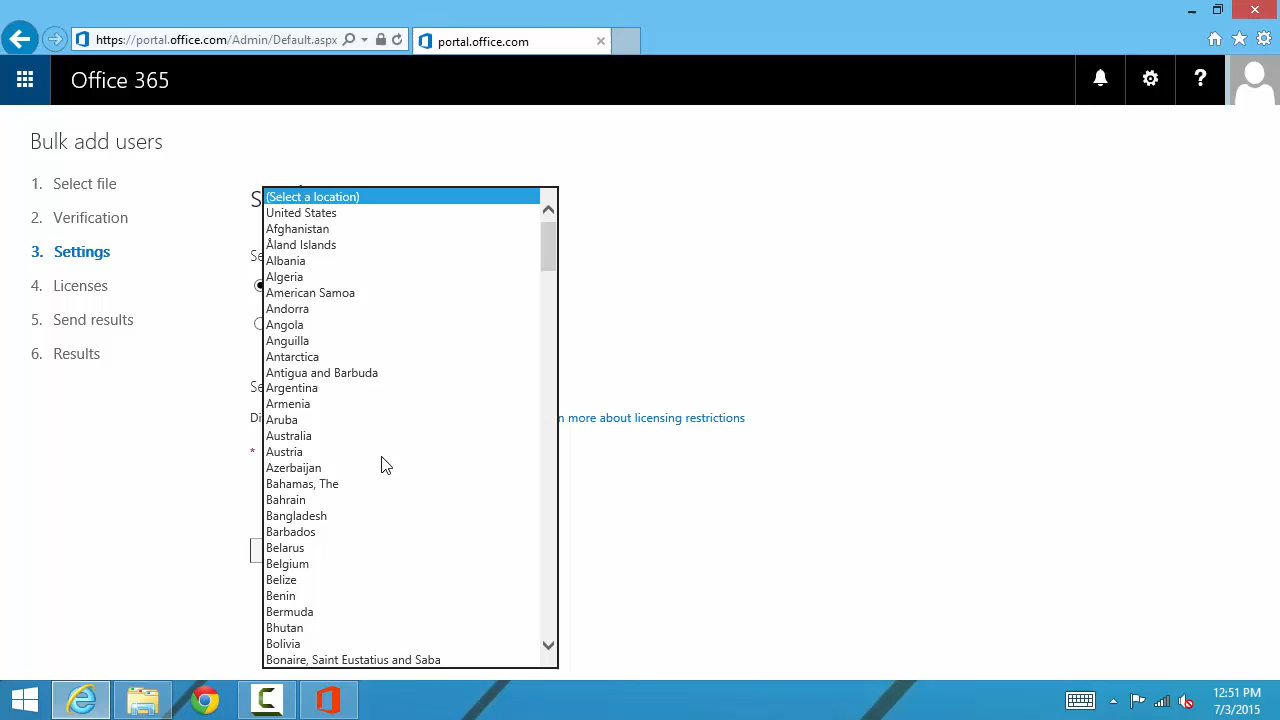 https://portal.office.com/Admin/Default.aspx
portal.office.com
Office 365
?
Bulk add users
1. Select file
2. Verification
3. Settings
4. Licenses
5. Send results
6. Results
(Select a location)
United States
Afghanistan
Åland Islands
Albania
Algeria
American Samoa
Andorra
Angola
Anguilla
Antarctica
Antigua and Barbuda
Argentina
Armenia
Aruba
Australia
Austria
Azerbaijan
Bahamas, The
Bahrain
Bangladesh
Barbados
Belarus
Belgium
Belize
Benin
Bermuda
Bhutan
Bolivia
Bonaire, Saint Eustatius and Saba
more about licensing restrictions
*
12:51 PM
7/3/2015